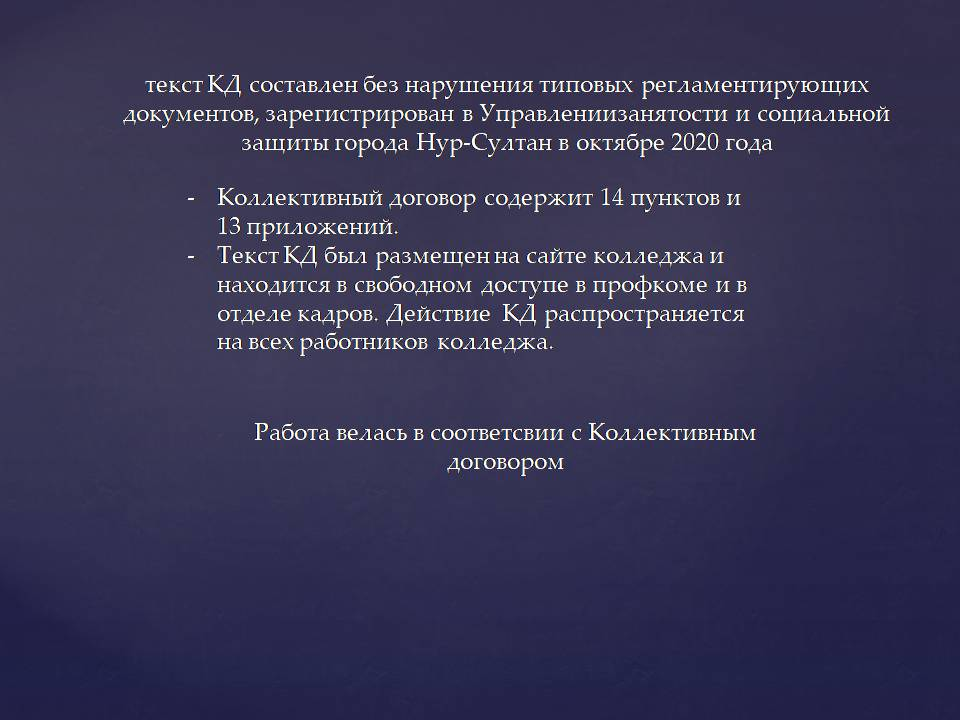 текст КД составлен без нарушения типовых регламентирующих
документов, зарегистрирован в Управлениизанятости и социальной
защиты города Нур-Султан в октябре 2020 года
- Коллективный договор содержит 14 пунктов и
13 приложений.
- Текст КД был размещен на сайте колледжа и
находится в свободном доступе в профкоме и в
отделе кадров. Действие КД распространяется
на всех работников колледжа.
Работа велась в соответсвии с Коллективным
договором